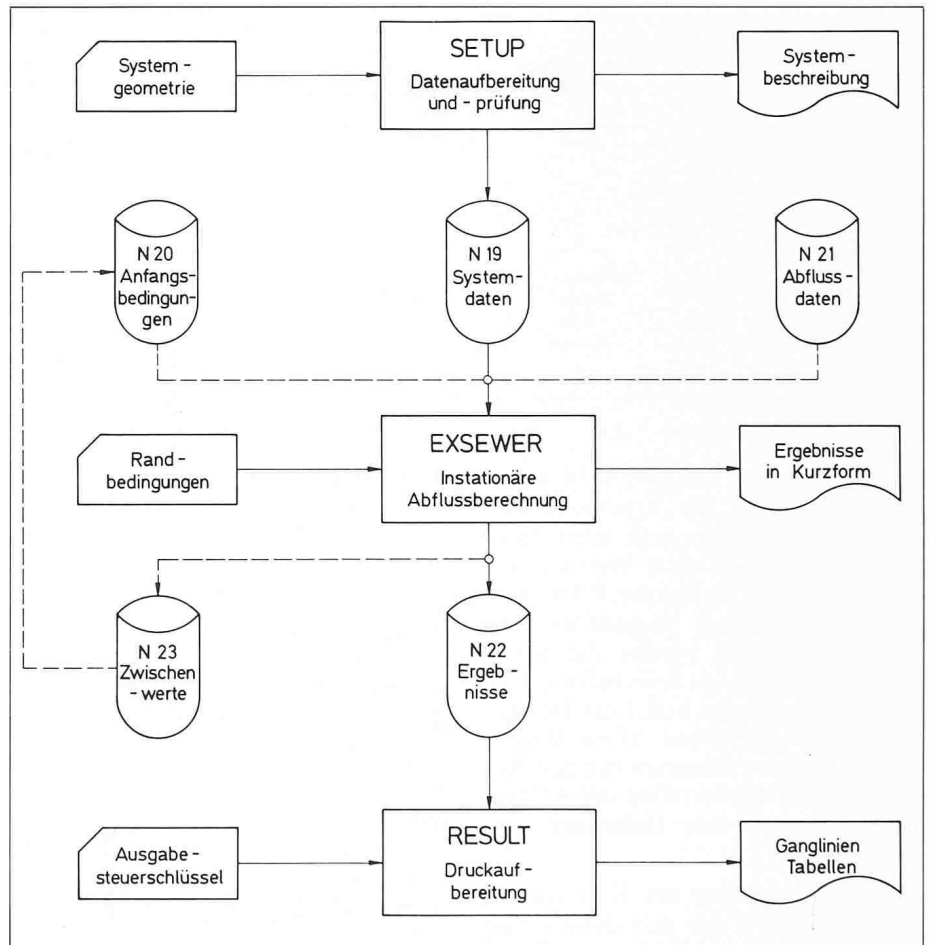 System-
geometrie
SETUP
Datenaufbereitung
und - prüfung
System-
beschreibung
N 20
Anfangs-
bedingun-
gen
N 19
System-
daten
N 21
Abfluss-
daten
Rand-
bedingungen
EXSEWER
Instationäre
Abflussberechnung
Ergebnisse
in Kurzform
N 23
Zwischen
-werte
N 22
Ergeb-
nisse
Ausgabe-
steuerschlüssel
RESULT
Druckauf-
bereitung
Ganglinien
Tabellen